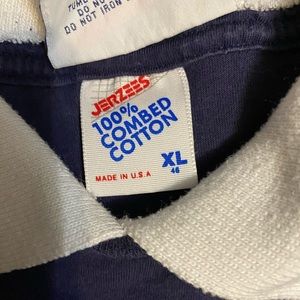 DO NOT IRON
JERZEES
100%
COMBED
COTTON
XL
46
MADE IN U.S.A